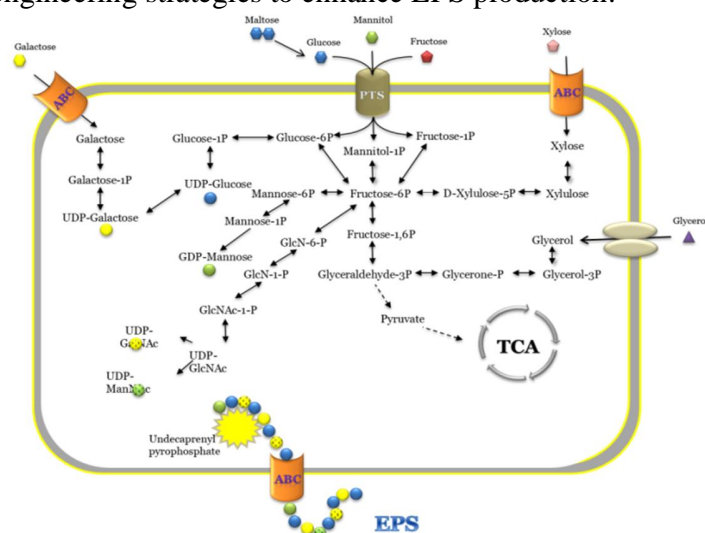 engineering strategies to enhance EPS production.
Maltose
Mannitol
Glucose
Fructose
Xylose
Galactose
ABC
PTS
ABC
Galactose
Glucose-1P
Glucose-6P
Fructose-1P
Mannitol-1P
Xylose
Galactose-1P
UDP-Glucose
Mannose-6P
Fructose-6P
D-Xylulose-5P
Xylulose
UDP-Galactose
Mannose-1P
Fructose-1,6P
Glycerol
Glycero
GlcN-6-P
GDP-Mannose
GlcN-1-P
Glyceraldehyde-3P
Glycerone-P
Glycerol-3P
GlcNAc-1-P
Pyruvate
TCA
UDP-
UDP-
GlcNAc
UDP-
Undecaprenyl
pyrophosphate
ABC
EPS